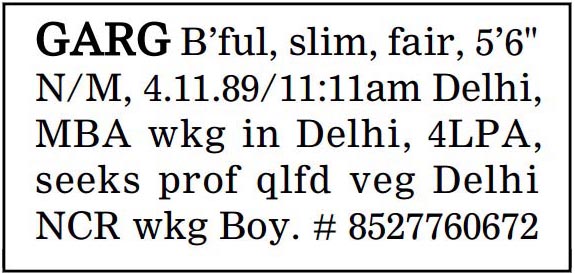 GARG B’ful, slim, fair, 5’6"
N/M, 4.11.89/11:11am Delhi,
MBA wkg in Delhi, 4LPA,
seeks prof qlfd veg Delhi
NCR wkg Boy. # 8527760672